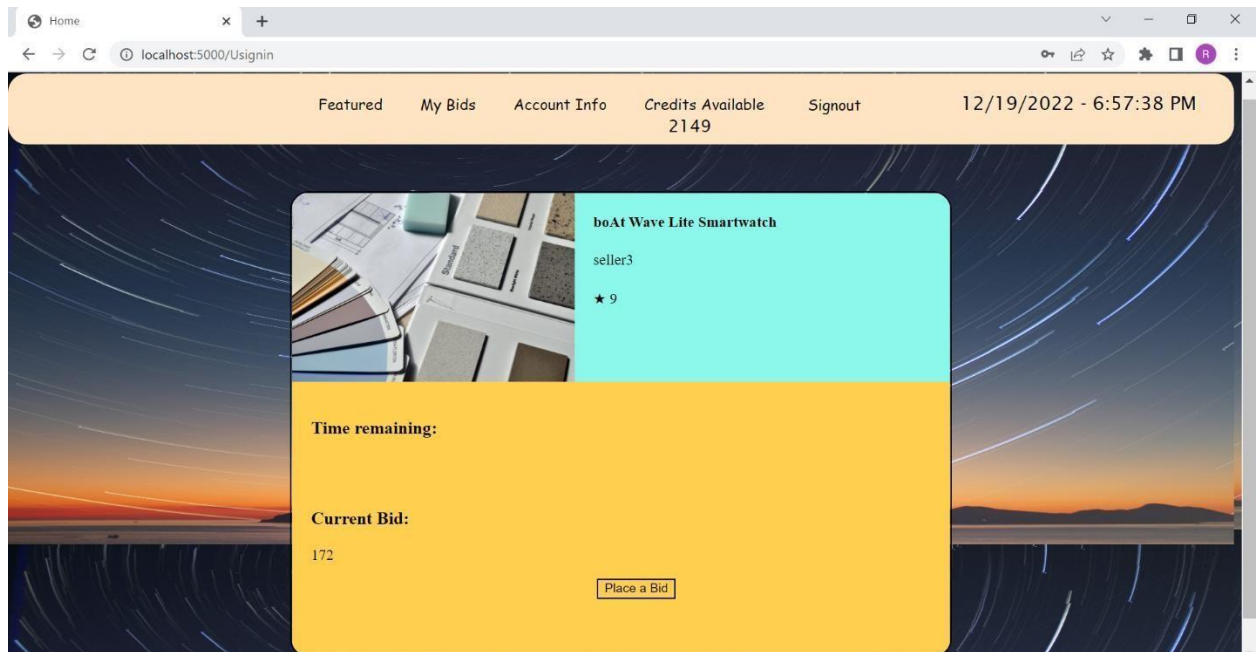 Home
localhost:5000/Usignin
R
Featured My Bids Account Info Credits Available Signout 12/19/2022 - 6:57:38 PM
2149
Standard
boAt Wave Lite Smartwatch
seller3
★ 9
Time remaining:
Current Bid:
172
Place a Bid